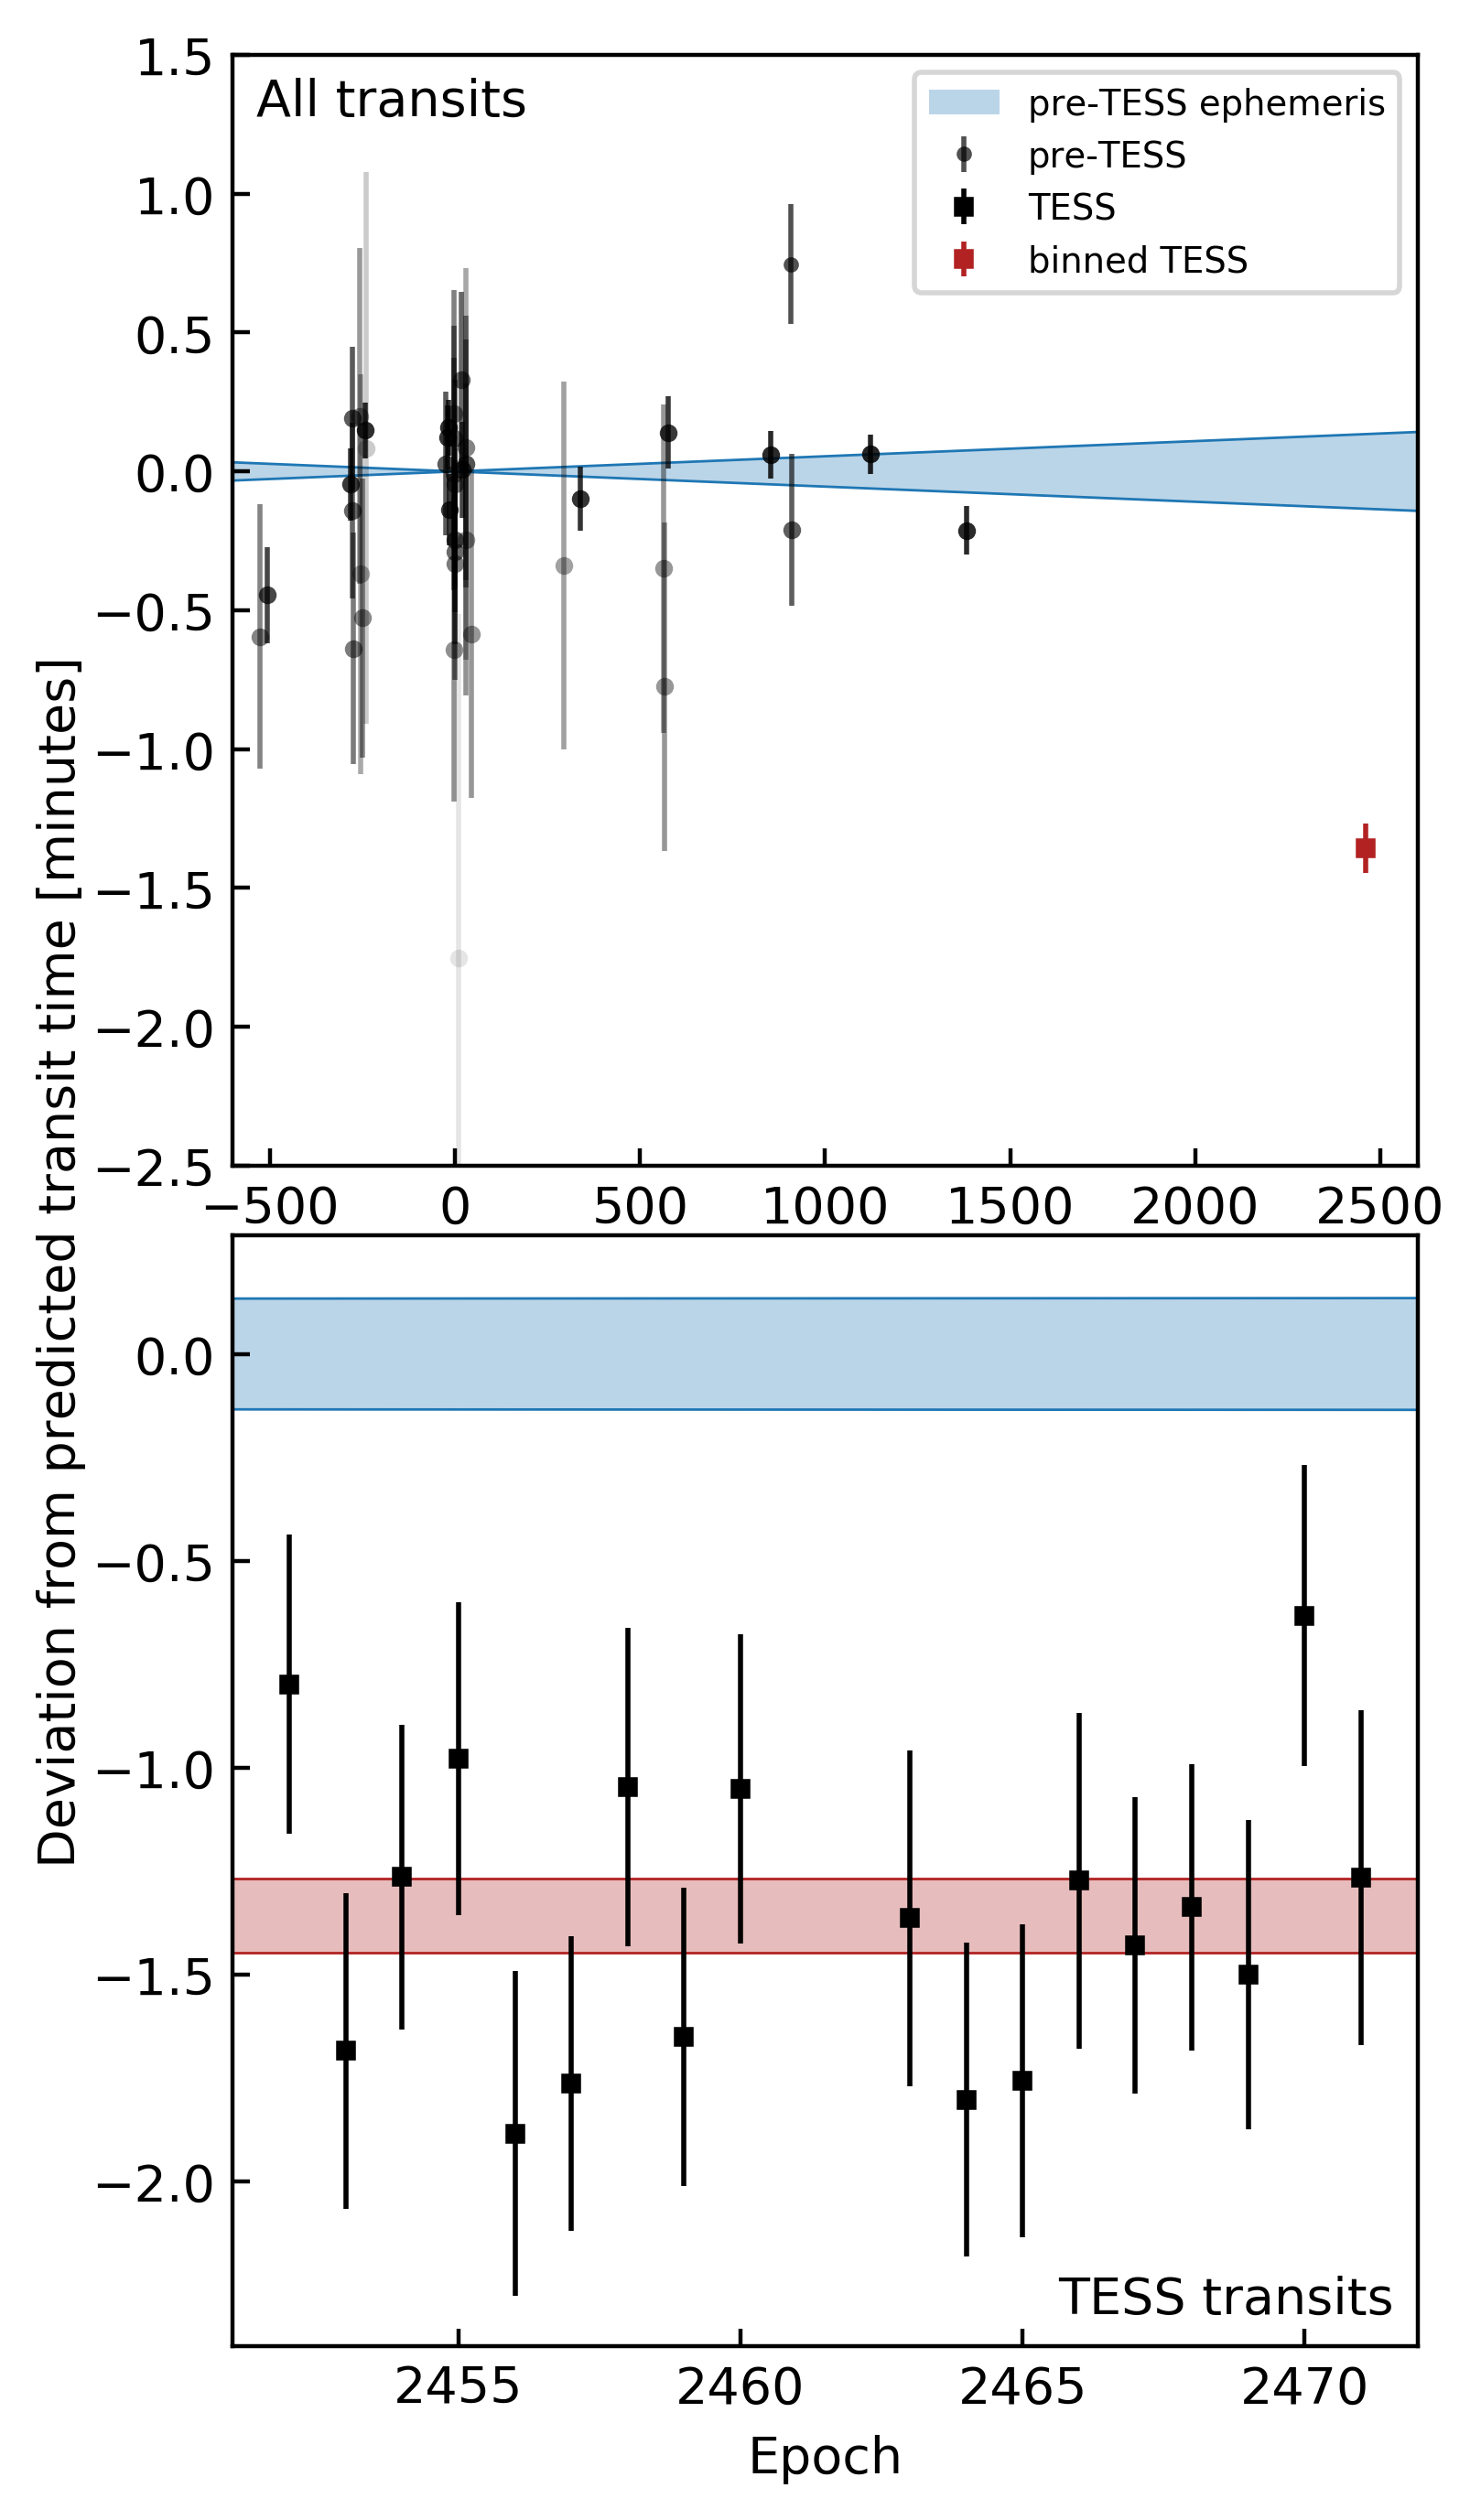 All transits
pre-TESS ephemeris
pre-TESS
TESS
binned TESS
1.5
1.0
0.5
0.0
−0.5
−1.0
−1.5
−2.0
−2.5
−500 0 500 1000 1500 2000 2500
Deviation from predicted transit time [minutes]
0.0
−0.5
−1.0
−1.5
−2.0
TESS transits
2455 2460 2465 2470
Epoch